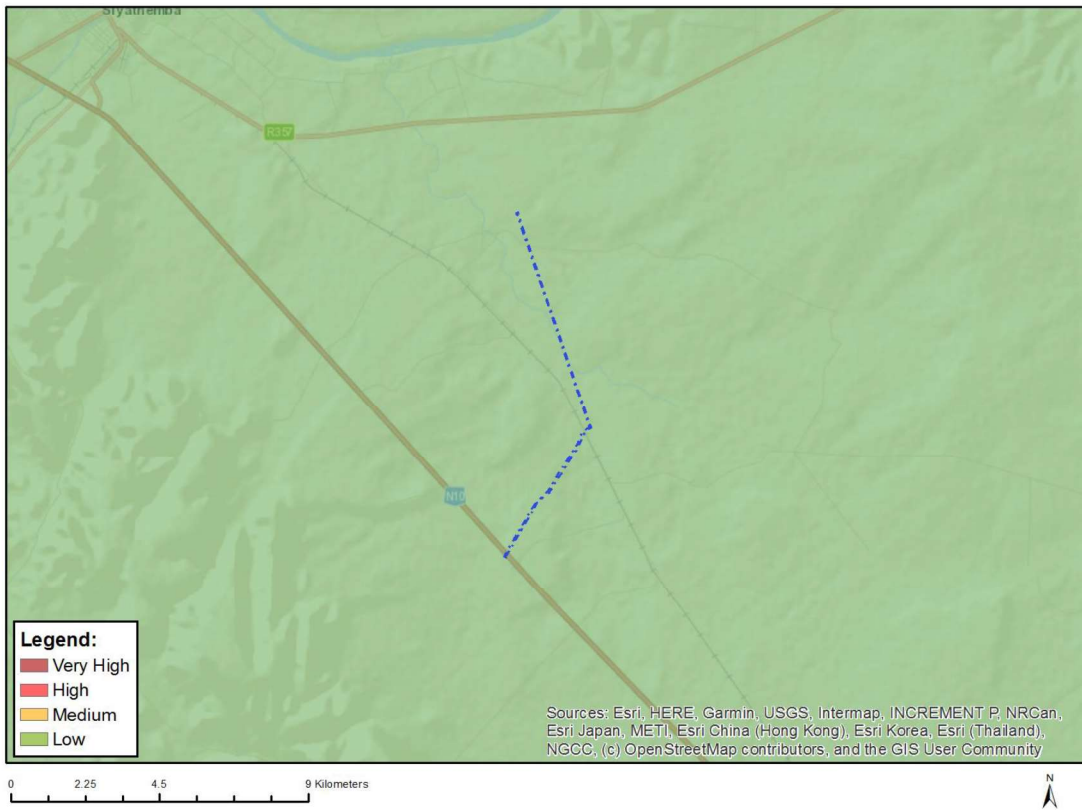 Siyathemba
R357
N10
Legend:
Very High
High
Medium
Low
Sources: Esri, HERE, Garmin, USGS, Intermap, INCREMENT P, NRCan,
Esri Japan, METI, Esri China (Hong Kong), Esri Korea, Esri (Thailand),
NGCC, (c) OpenStreetMap contributors, and the GIS User Community
0 2.25 4.5 9 Kilometers
N